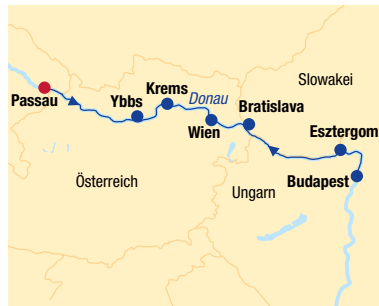 Slowakei
Krems
Donau
Passau
Ybbs
Bratislava
Wien
Esztergom
Österreich
Ungarn
Budapest